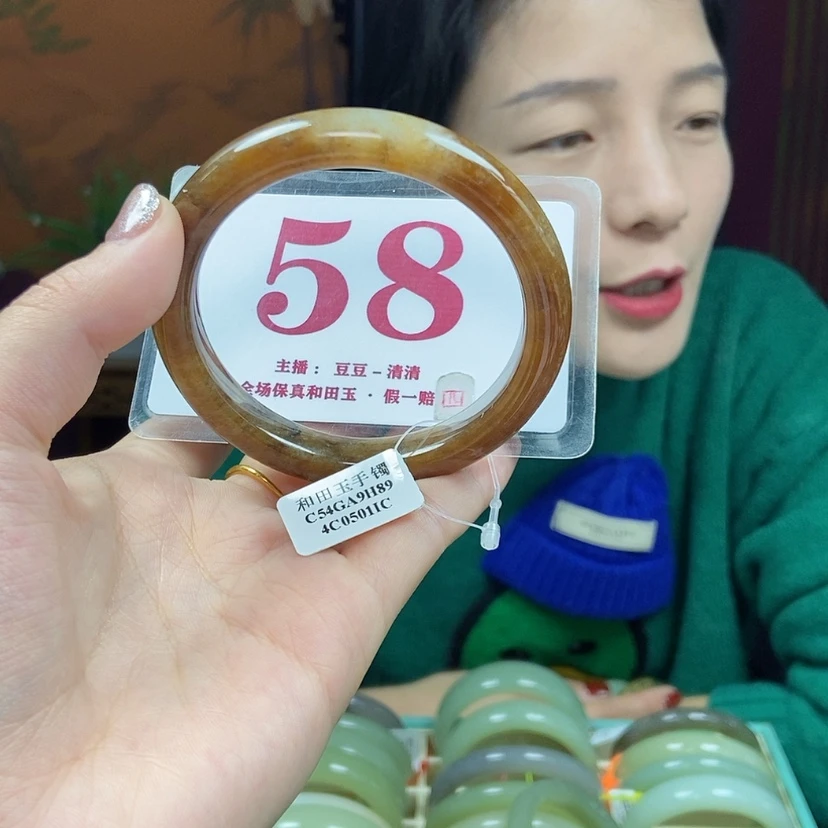 58
主播：豆豆－清清
全场保真和田玉 · 假一赔
和田玉手镯
C54GA9H89
4C0501IC